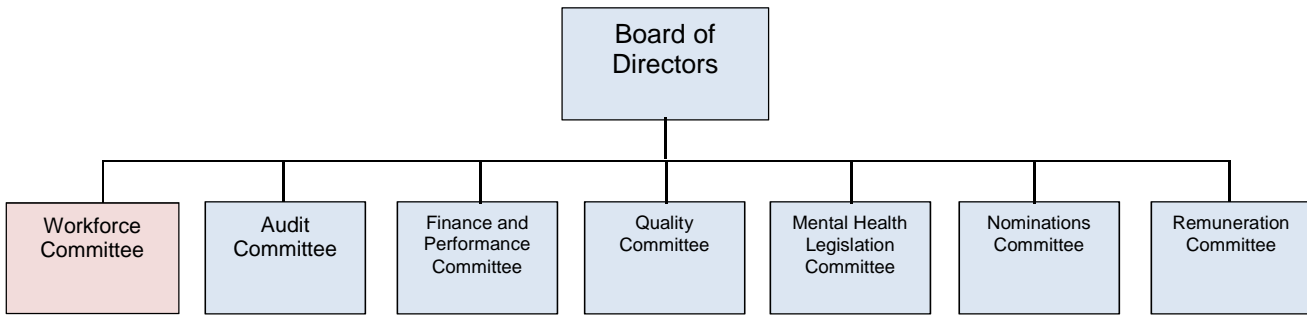 Board of
Directors
Workforce
Committee
Audit
Committee
Finance and
Performance
Committee
Quality
Committee
Mental Health
Legislation
Committee
Nominations
Committee
Remuneration
Committee